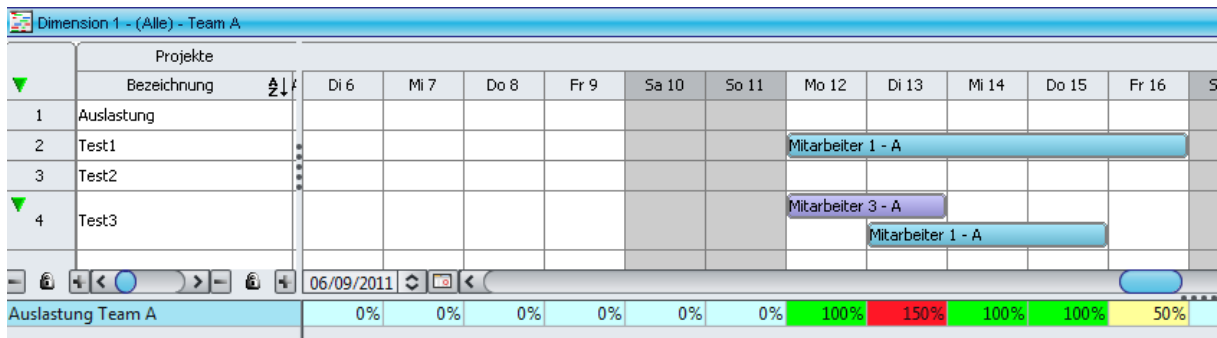 Dimension 1 - (Alle) - Team A
Projekte
Bezeichnung Di 6 Mi 7 Do 8 Fr 9 Sa 10 So 11 Mo 12 Di 13 Mi 14 Do 15 Fr 16 S
1 Auslastung
2 Test1 Mitarbeiter 1 - A
3 Test2
4 Test3 Mitarbeiter 3 - A
Mitarbeiter 1 - A
06/09/2011
Auslastung Team A 0% 0% 0% 0% 0% 0% 100% 150% 100% 100% 50%